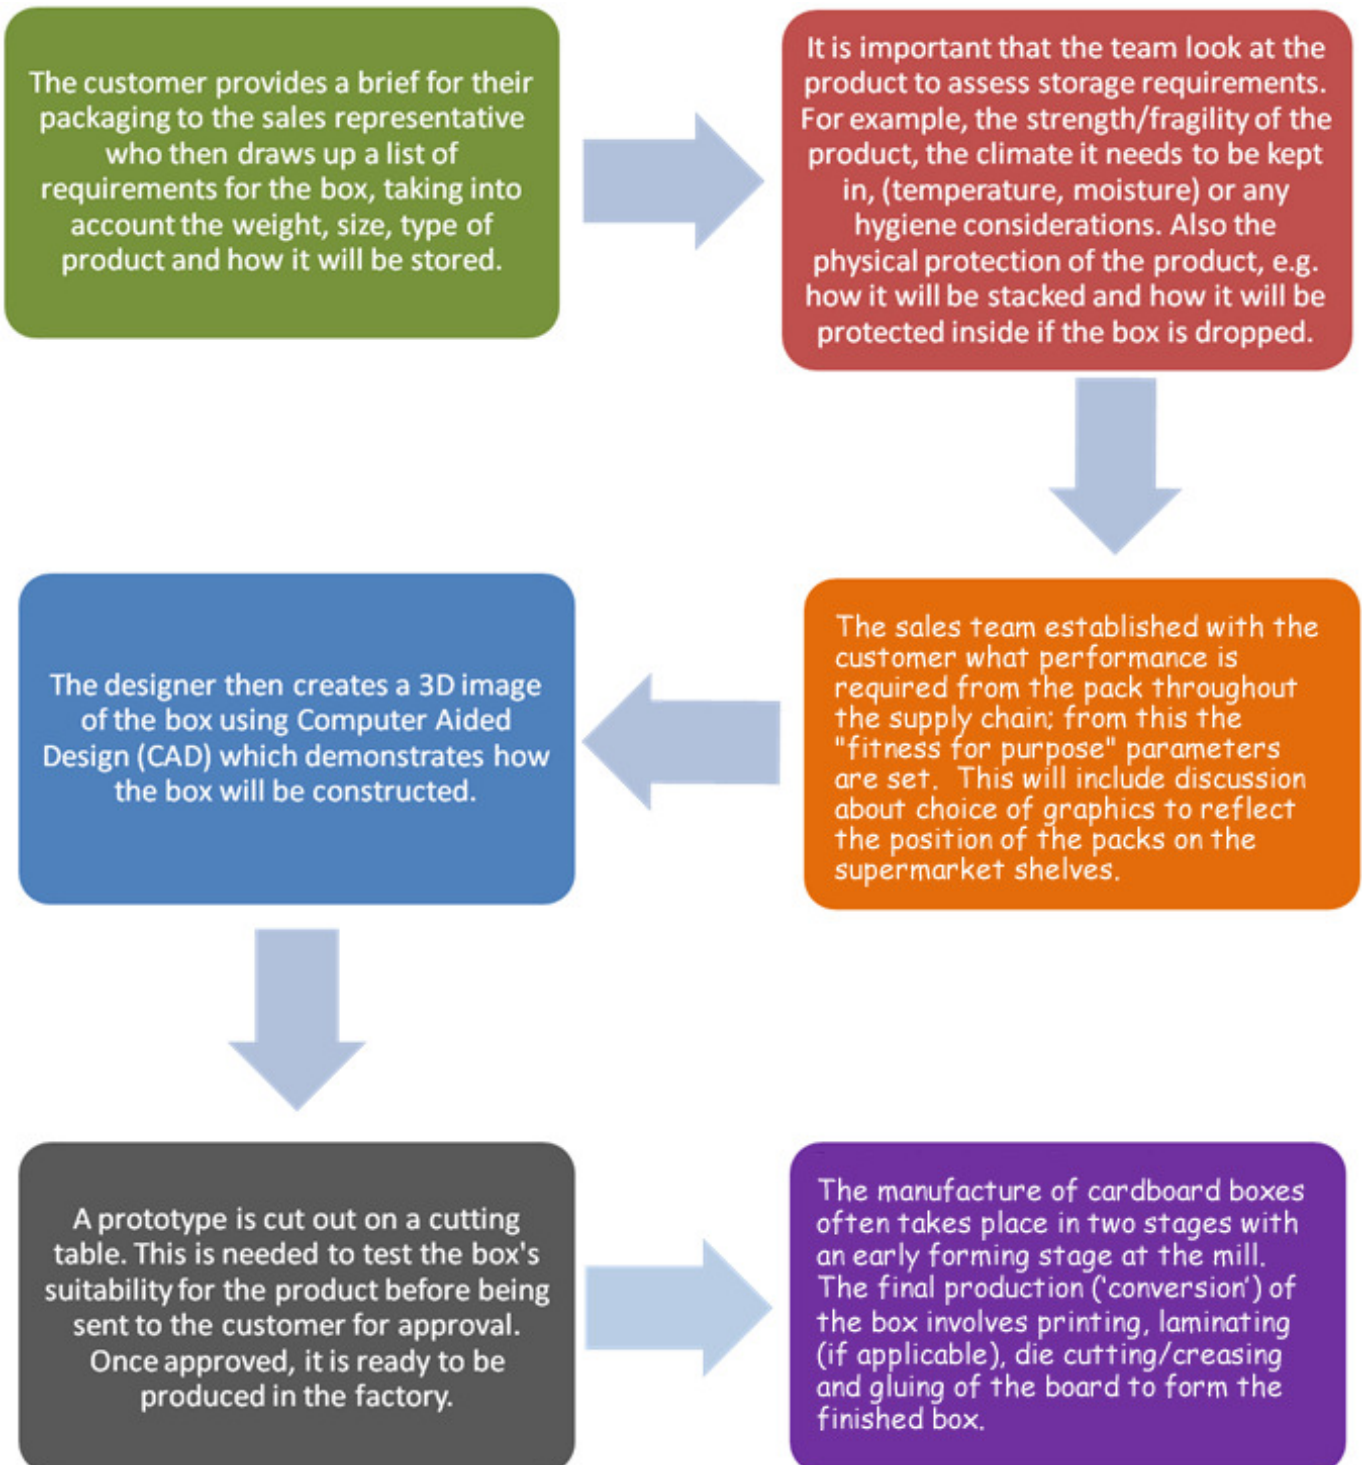 The customer provides a brief for their
packaging to the sales representative
who then draws up a list of
requirements for the box, taking into
account the weight, size, type of
product and how it will be stored.
It is important that the team look at the
product to assess storage requirements.
For example, the strength/fragility of the
product, the climate it needs to be kept
in, (temperature, moisture) or any
hygiene considerations. Also the
physical protection of the product, e.g.
how it will be stacked and how it will be
protected inside if the box is dropped.
The sales team established with the
customer what performance is
required from the pack throughout
the supply chain; from this the
"fitness for purpose" parameters
are set.  This will include discussion
about choice of graphics to reflect
the position of the packs on the
supermarket shelves.
The designer then creates a 3D image
of the box using Computer Aided
Design (CAD) which demonstrates how
the box will be constructed.
A prototype is cut out on a cutting
table. This is needed to test the box's
suitability for the product before being
sent to the customer for approval.
Once approved, it is ready to be
produced in the factory.
The manufacture of cardboard boxes
often takes place in two stages with
an early forming stage at the mill.
The final production (‘conversion’) of
the box involves printing, laminating
(if applicable), die cutting/creasing
and gluing of the board to form the
finished box.